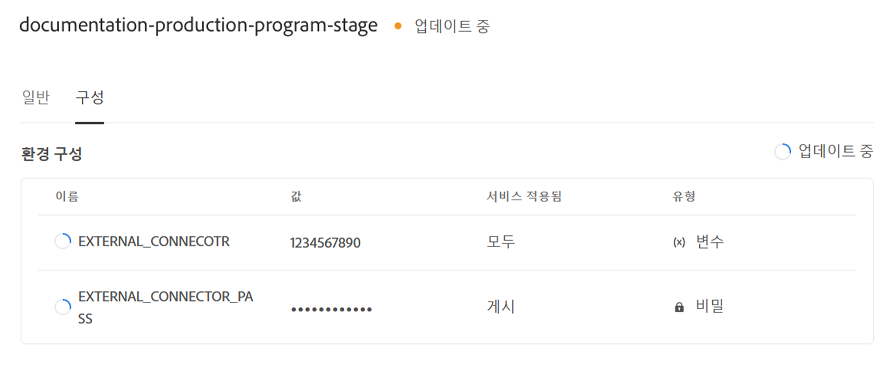 documentation-production-program-stage 업데이트 중
일반 구성
환경 구성 업데이트 중
이름 값 서비스 적용됨 유형
EXTERNAL_CONNECOTR 1234567890 모두 (x) 변수
EXTERNAL_CONNECTOR_PA
SS •••••••••••• 게시 비밀